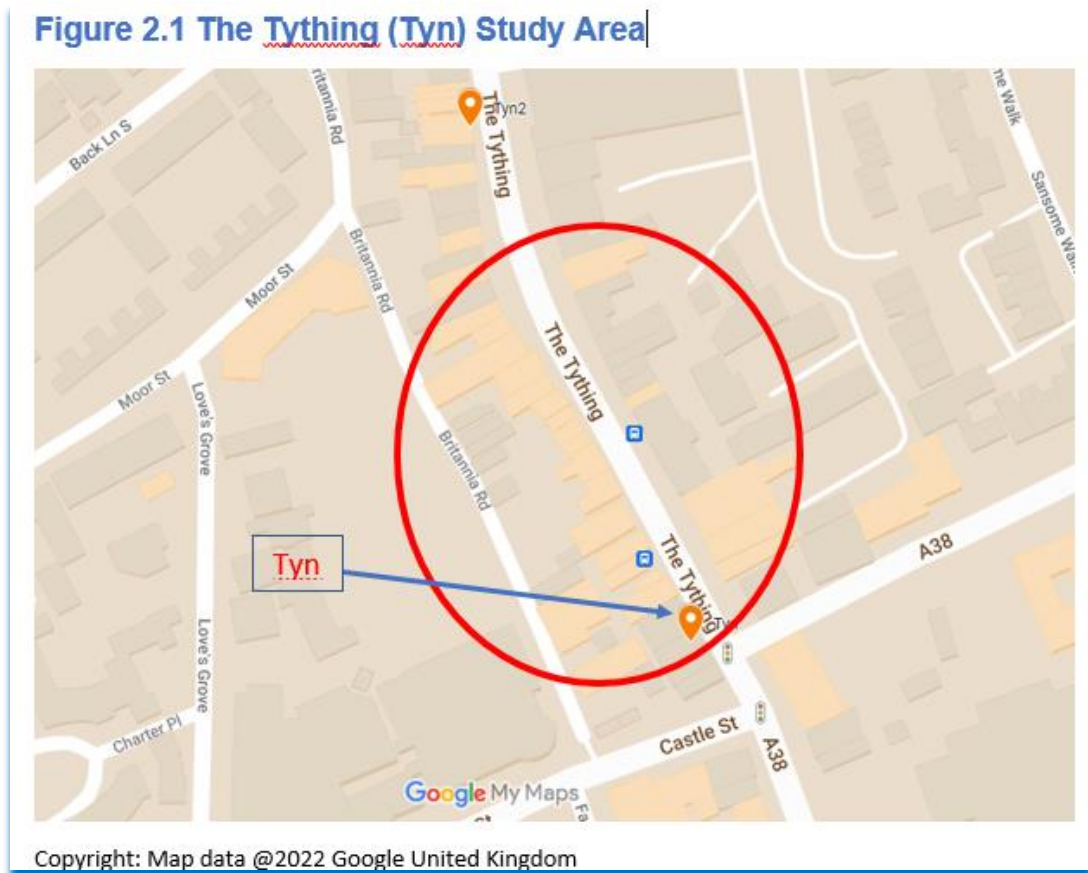 Figure 2.1 The Tything (Tyn) Study Area
Back Ln S
Britannia Rd
Tyn2
The Tything
Sansome Walk
Moor St
Britannia Rd
Moor St
Love's Grove
The Tything
Britannia Rd
Tyn
The Tything
A38
Love's Grove
Charter Pl
Castle St
A38
Google My Maps
Copyright: Map data @2022 Google United Kingdom